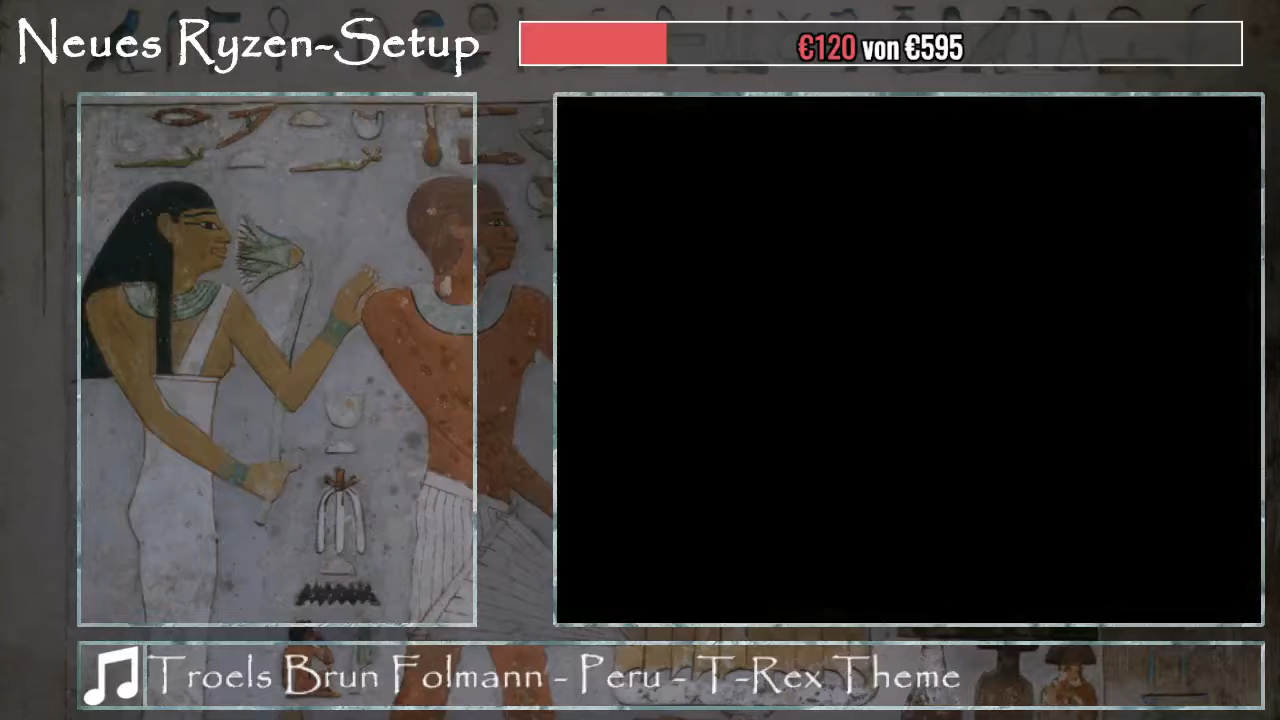 Neues Ryzen-Setup
€120 von €595
Troels Brun Folmann - Peru - T-Rex Theme